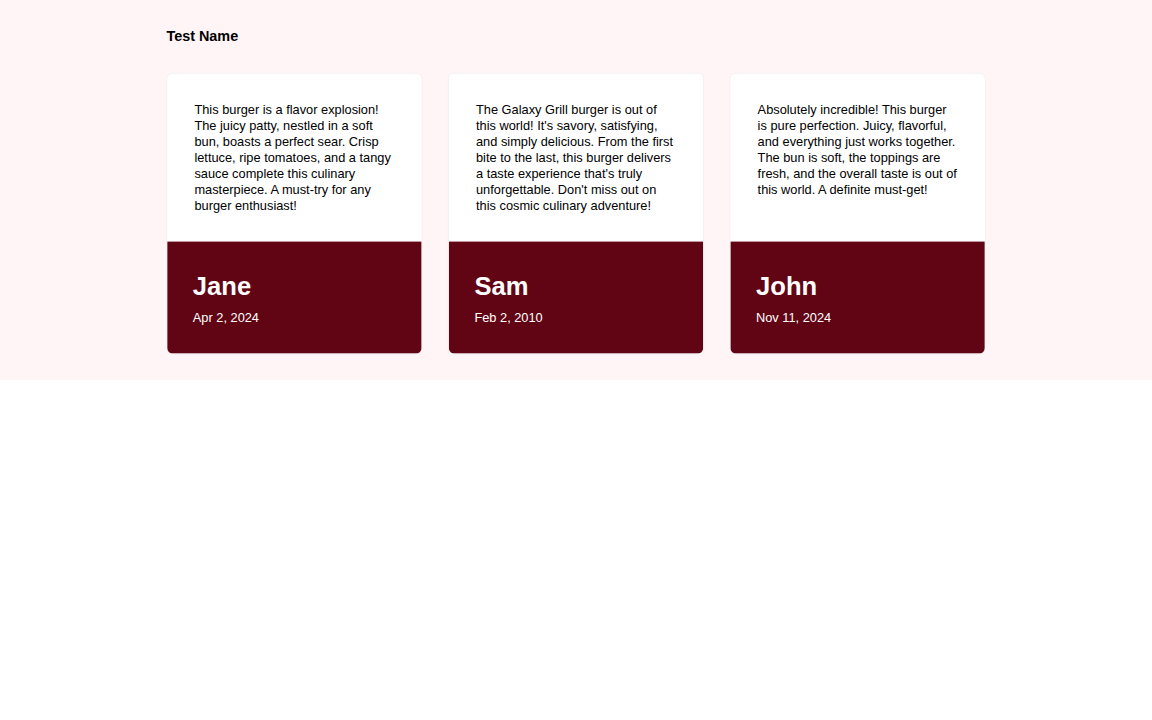 Test Name
This burger is a flavor explosion!
The juicy patty, nestled in a soft
bun, boasts a perfect sear. Crisp
lettuce, ripe tomatoes, and a tangy
sauce complete this culinary
masterpiece. A must-try for any
burger enthusiast!
Jane
Apr 2, 2024
The Galaxy Grill burger is out of
this world! It's savory, satisfying,
and simply delicious. From the first
bite to the last, this burger delivers
a taste experience that's truly
unforgettable. Don't miss out on
this cosmic culinary adventure!
Sam
Feb 2, 2010
Absolutely incredible! This burger
is pure perfection. Juicy, flavorful,
and everything just works together.
The bun is soft, the toppings are
fresh, and the overall taste is out of
this world. A definite must-get!
John
Nov 11, 2024